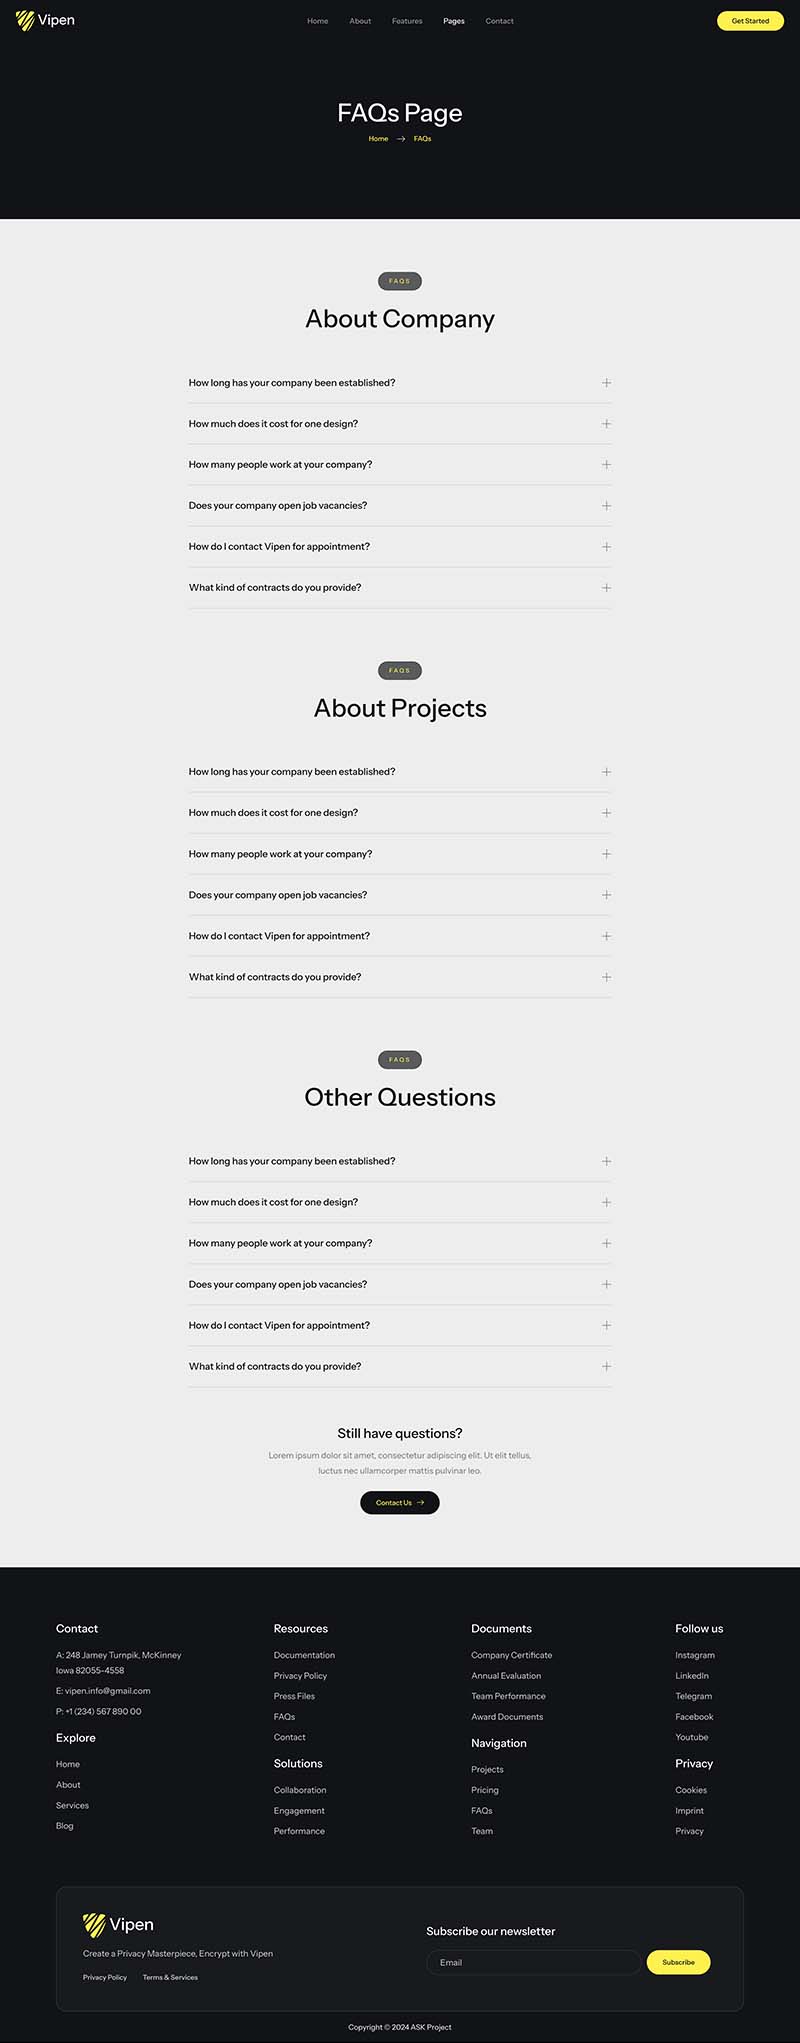 Vipen
Home About Features Pages Contact
Get Started
FAQs Page
Home → FAQs
FAQS
About Company
How long has your company been established?
How much does it cost for one design?
How many people work at your company?
Does your company open job vacancies?
How do I contact Vipen for appointment?
What kind of contracts do you provide?
FAQS
About Projects
How long has your company been established?
How much does it cost for one design?
How many people work at your company?
Does your company open job vacancies?
How do I contact Vipen for appointment?
What kind of contracts do you provide?
FAQS
Other Questions
How long has your company been established?
How much does it cost for one design?
How many people work at your company?
Does your company open job vacancies?
How do I contact Vipen for appointment?
What kind of contracts do you provide?
Still have questions?
Lorem ipsum dolor sit amet, consectetur adipiscing elit. Ut elit tellus,
luctus nec ullamcorper mattis pulvinar leo.
Contact Us →
Contact
A: 248 Jamey Turnpik, McKinney
Iowa 82055-4558
E: vipen.info@gmail.com
P: +1 (234) 567 890 00
Explore
Home
About
Services
Blog
Resources
Documentation
Privacy Policy
Press Files
FAQs
Contact
Solutions
Collaboration
Engagement
Performance
Documents
Company Certificate
Annual Evaluation
Team Performance
Award Documents
Navigation
Projects
Pricing
FAQs
Team
Follow us
Instagram
LinkedIn
Telegram
Facebook
Youtube
Privacy
Cookies
Imprint
Privacy
Vipen
Create a Privacy Masterpiece, Encrypt with Vipen
Privacy Policy Terms & Services
Subscribe our newsletter
Email
Subscribe
Copyright © 2024 ASK Project